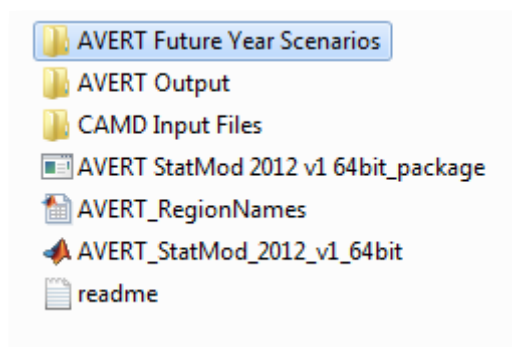 AVERT Future Year Scenarios
AVERT Output
CAMD Input Files
AVERT StatMod 2012 v1 64bit_package
AVERT_RegionNames
AVERT_StatMod_2012_v1_64bit
readme